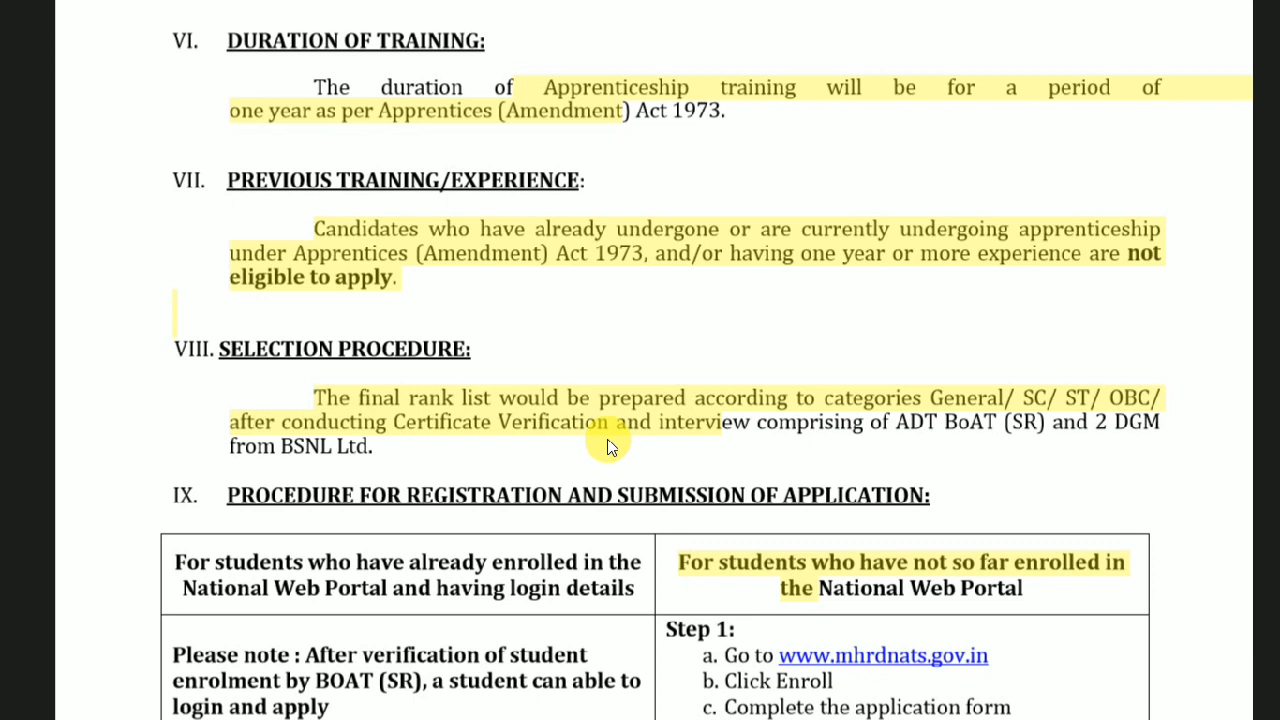 VI. DURATION OF TRAINING:
The duration of Apprenticeship training will be for a period of
one year as per Apprentices (Amendment) Act 1973.
VII. PREVIOUS TRAINING/EXPERIENCE:
Candidates who have already undergone or are currently undergoing apprenticeship
under Apprentices (Amendment) Act 1973, and/or having one year or more experience are not
eligible to apply.
VIII. SELECTION PROCEDURE:
The final rank list would be prepared according to categories General/ SC/ ST/ OBC/
after conducting Certificate Verification and interview comprising of ADT BoAT (SR) and 2 DGM
from BSNL Ltd.
IX. PROCEDURE FOR REGISTRATION AND SUBMISSION OF APPLICATION:
For students who have already enrolled in the
National Web Portal and having login details
Please note : After verification of student
enrolment by BOAT (SR), a student can able to
login and apply
For students who have not so far enrolled in
the National Web Portal
Step 1:
a. Go to www.mhrdnats.gov.in
b. Click Enroll
c. Complete the application form